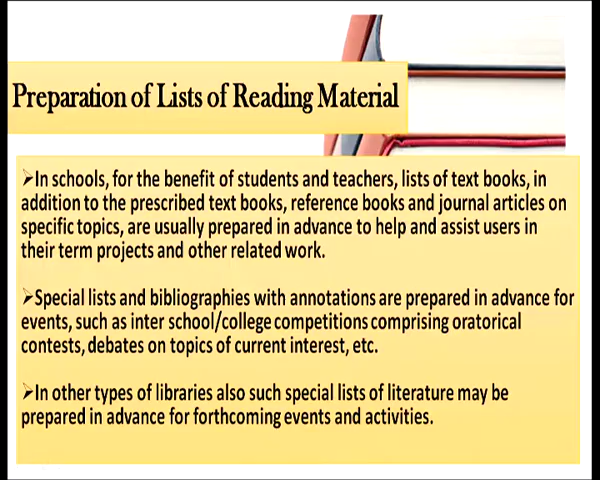 Preparation of Lists of Reading Material
➢In schools, for the benefit of students and teachers, lists of text books, in
addition to the prescribed text books, reference books and journal articles on
specific topics, are usually prepared in advance to help and assist users in
their term projects and other related work.
➢Special lists and bibliographies with annotations are prepared in advance for
events, such as inter school/college competitions comprising oratorical
contests, debates on topics of current interest, etc.
➢In other types of libraries also such special lists of literature may be
prepared in advance for forthcoming events and activities.